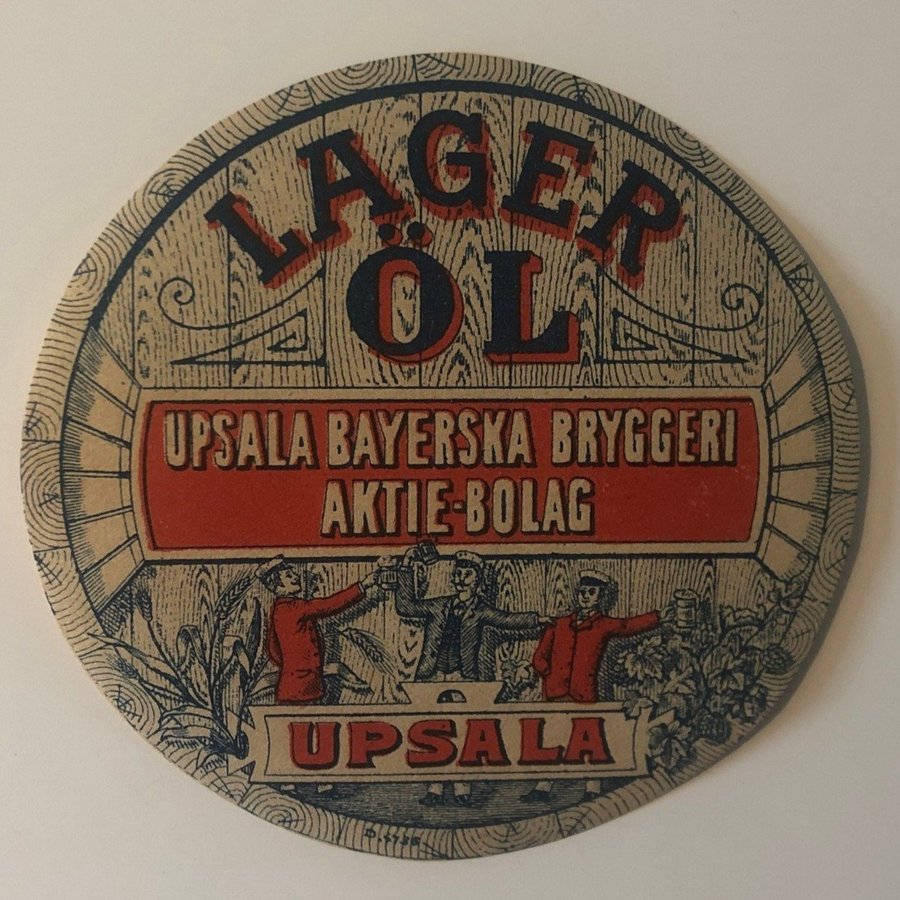 LAGER
ÖL
UPSALA BAYERSKA BRYGGERI
AKTIE-BOLAG
UPSALA